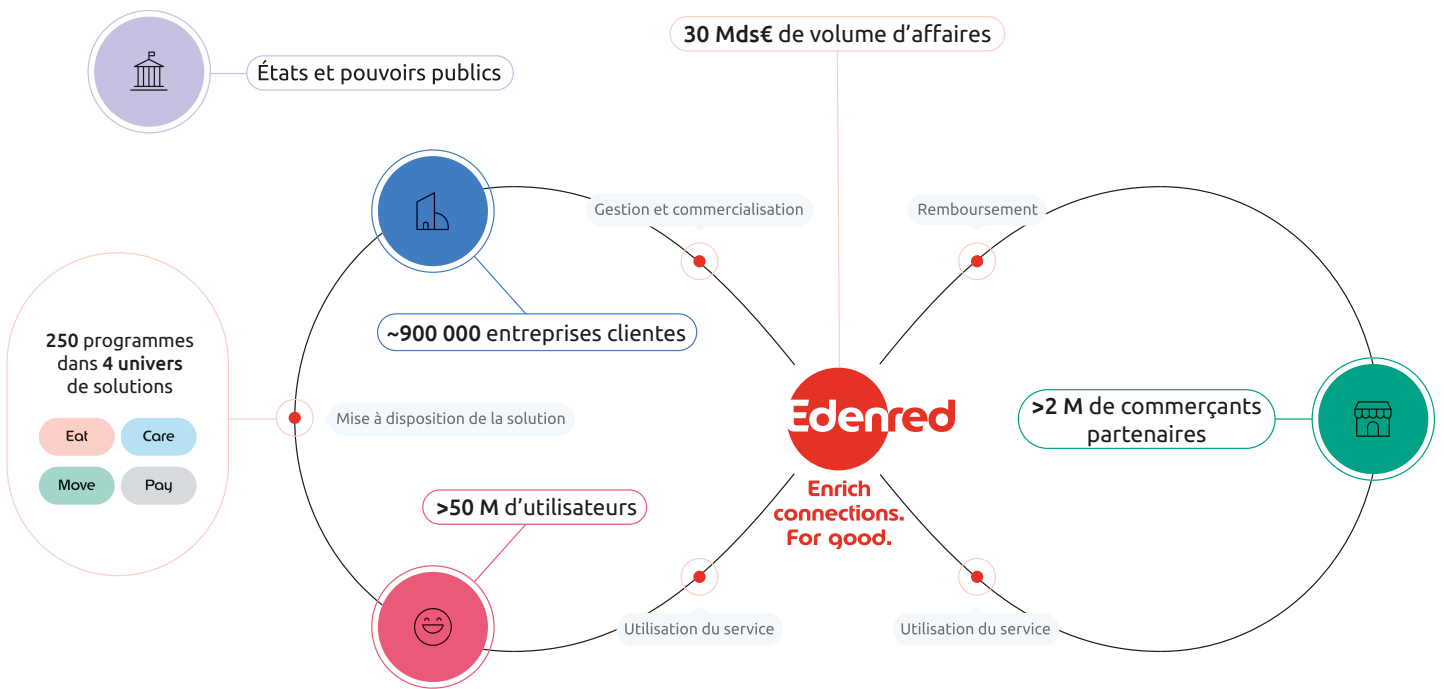 30 Mds€ de volume d’affaires
États et pouvoirs publics
Gestion et commercialisation
Remboursement
~900 000 entreprises clientes
250 programmes
dans 4 univers
de solutions
Eat
Care
Move
Pay
Mise à disposition de la solution
Edenred
Enrich
connections.
For good.
>2 M de commerçants
partenaires
>50 M d’utilisateurs
Utilisation du service
Utilisation du service